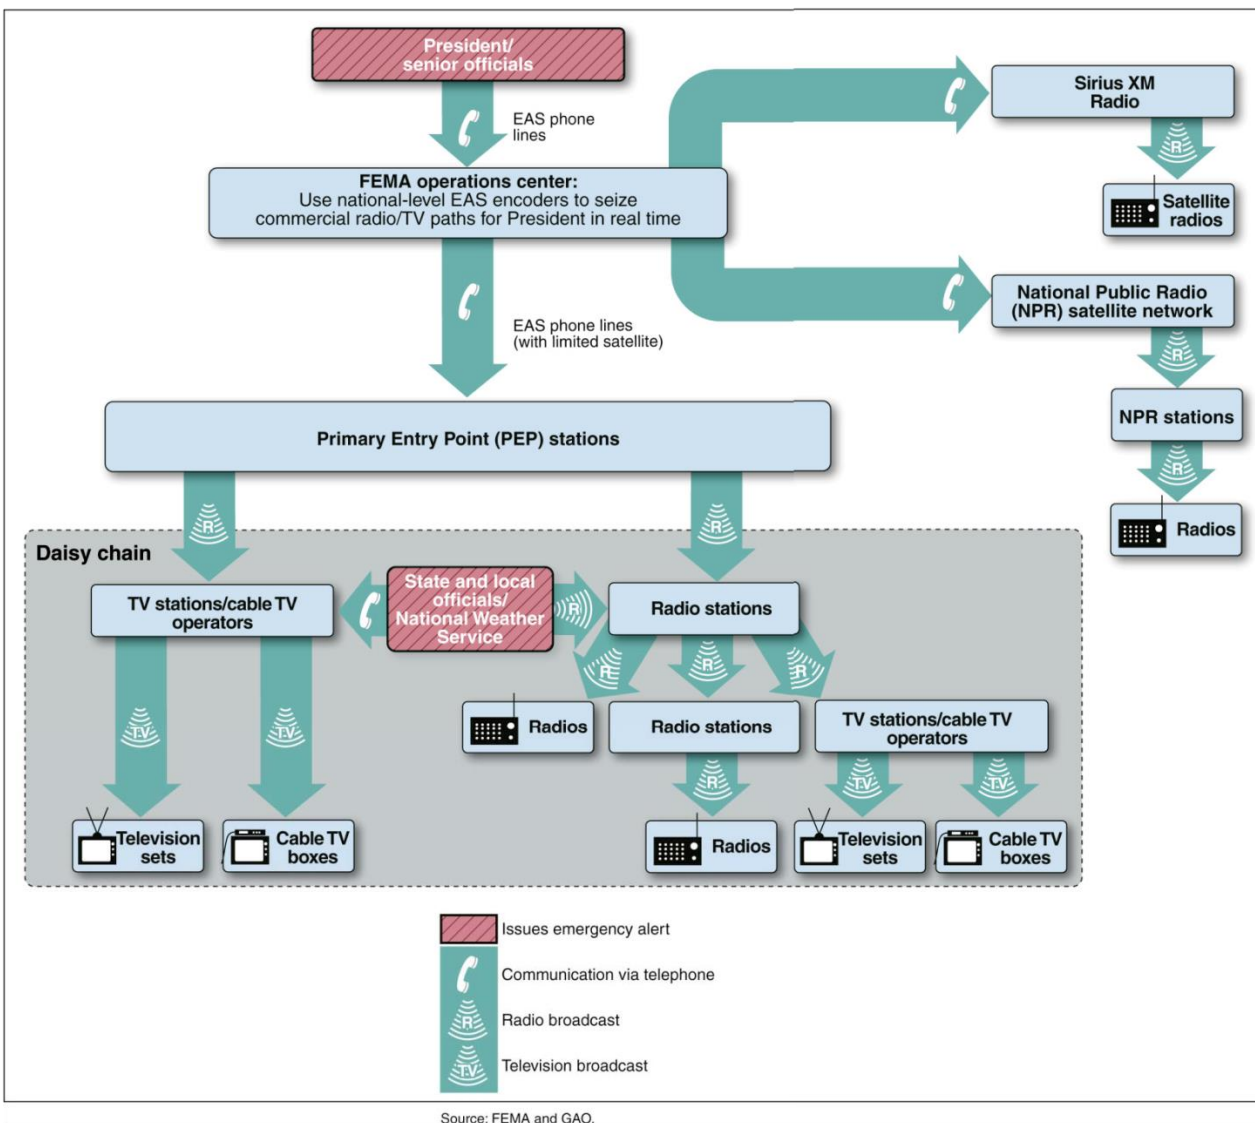 President/
senior officials
EAS phone
lines
FEMA operations center:
Use national-level EAS encoders to seize
commercial radio/TV paths for President in real time
Sirius XM
Radio
R
Satellite
radios
EAS phone lines
(with limited satellite)
National Public Radio
(NPR) satellite network
R
NPR stations
R
Radios
Primary Entry Point (PEP) stations
R
R
Daisy chain
TV stations/cable TV
operators
State and local
officials/
National Weather
Service
R
Radio stations
R
R
R
TV
TV
Radios
Radio stations
TV stations/cable TV
operators
R
TV
TV
Television
sets
Cable TV
boxes
Radios
Television
sets
Cable TV
boxes
Issues emergency alert
Communication via telephone
R
Radio broadcast
TV
Television broadcast
Source: FEMA and GAO.